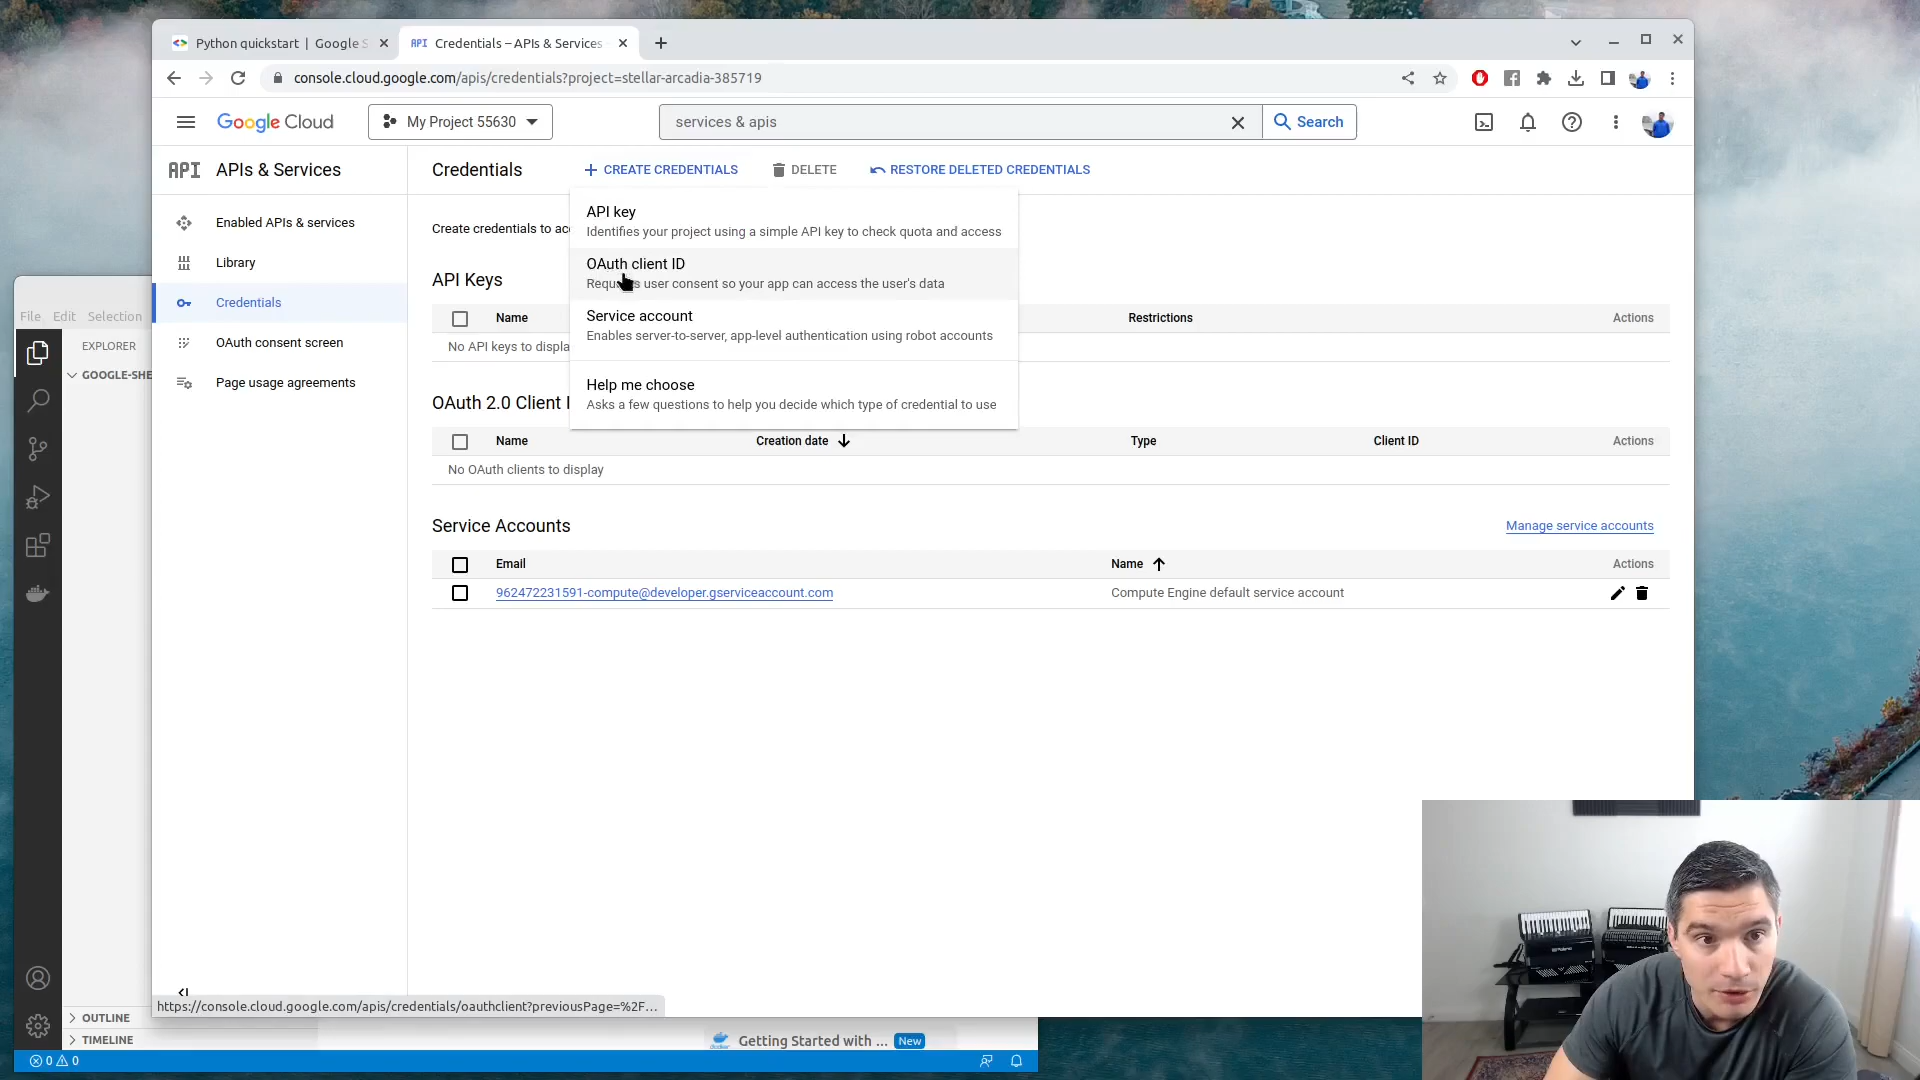 Python quickstart | Google S
API Credentials – APIs & Services
console.cloud.google.com/apis/credentials?project=stellar-arcadia-385719
Google Cloud
My Project 55630
services & apis
Search
API APIs & Services
Credentials
CREATE CREDENTIALS
DELETE
RESTORE DELETED CREDENTIALS
Enabled APIs & services
Library
Credentials
OAuth consent screen
Page usage agreements
Create credentials to acc
API key
Identifies your project using a simple API key to check quota and access
OAuth client ID
Requests user consent so your app can access the user's data
Service account
Enables server-to-server, app-level authentication using robot accounts
Help me choose
Asks a few questions to help you decide which type of credential to use
API Keys
Name
Restrictions
Actions
No API keys to displa
OAuth 2.0 Client I
Name
Creation date
Type
Client ID
Actions
No OAuth clients to display
Service Accounts
Manage service accounts
Email
Name
Actions
962472231591-compute@developer.gserviceaccount.com
Compute Engine default service account
https://console.cloud.google.com/apis/credentials/oauthclient?previousPage=%2F...
File Edit Selection
EXPLORER
GOOGLE-SHE
OUTLINE
TIMELINE
Getting Started with ...
New
0 0
Roland